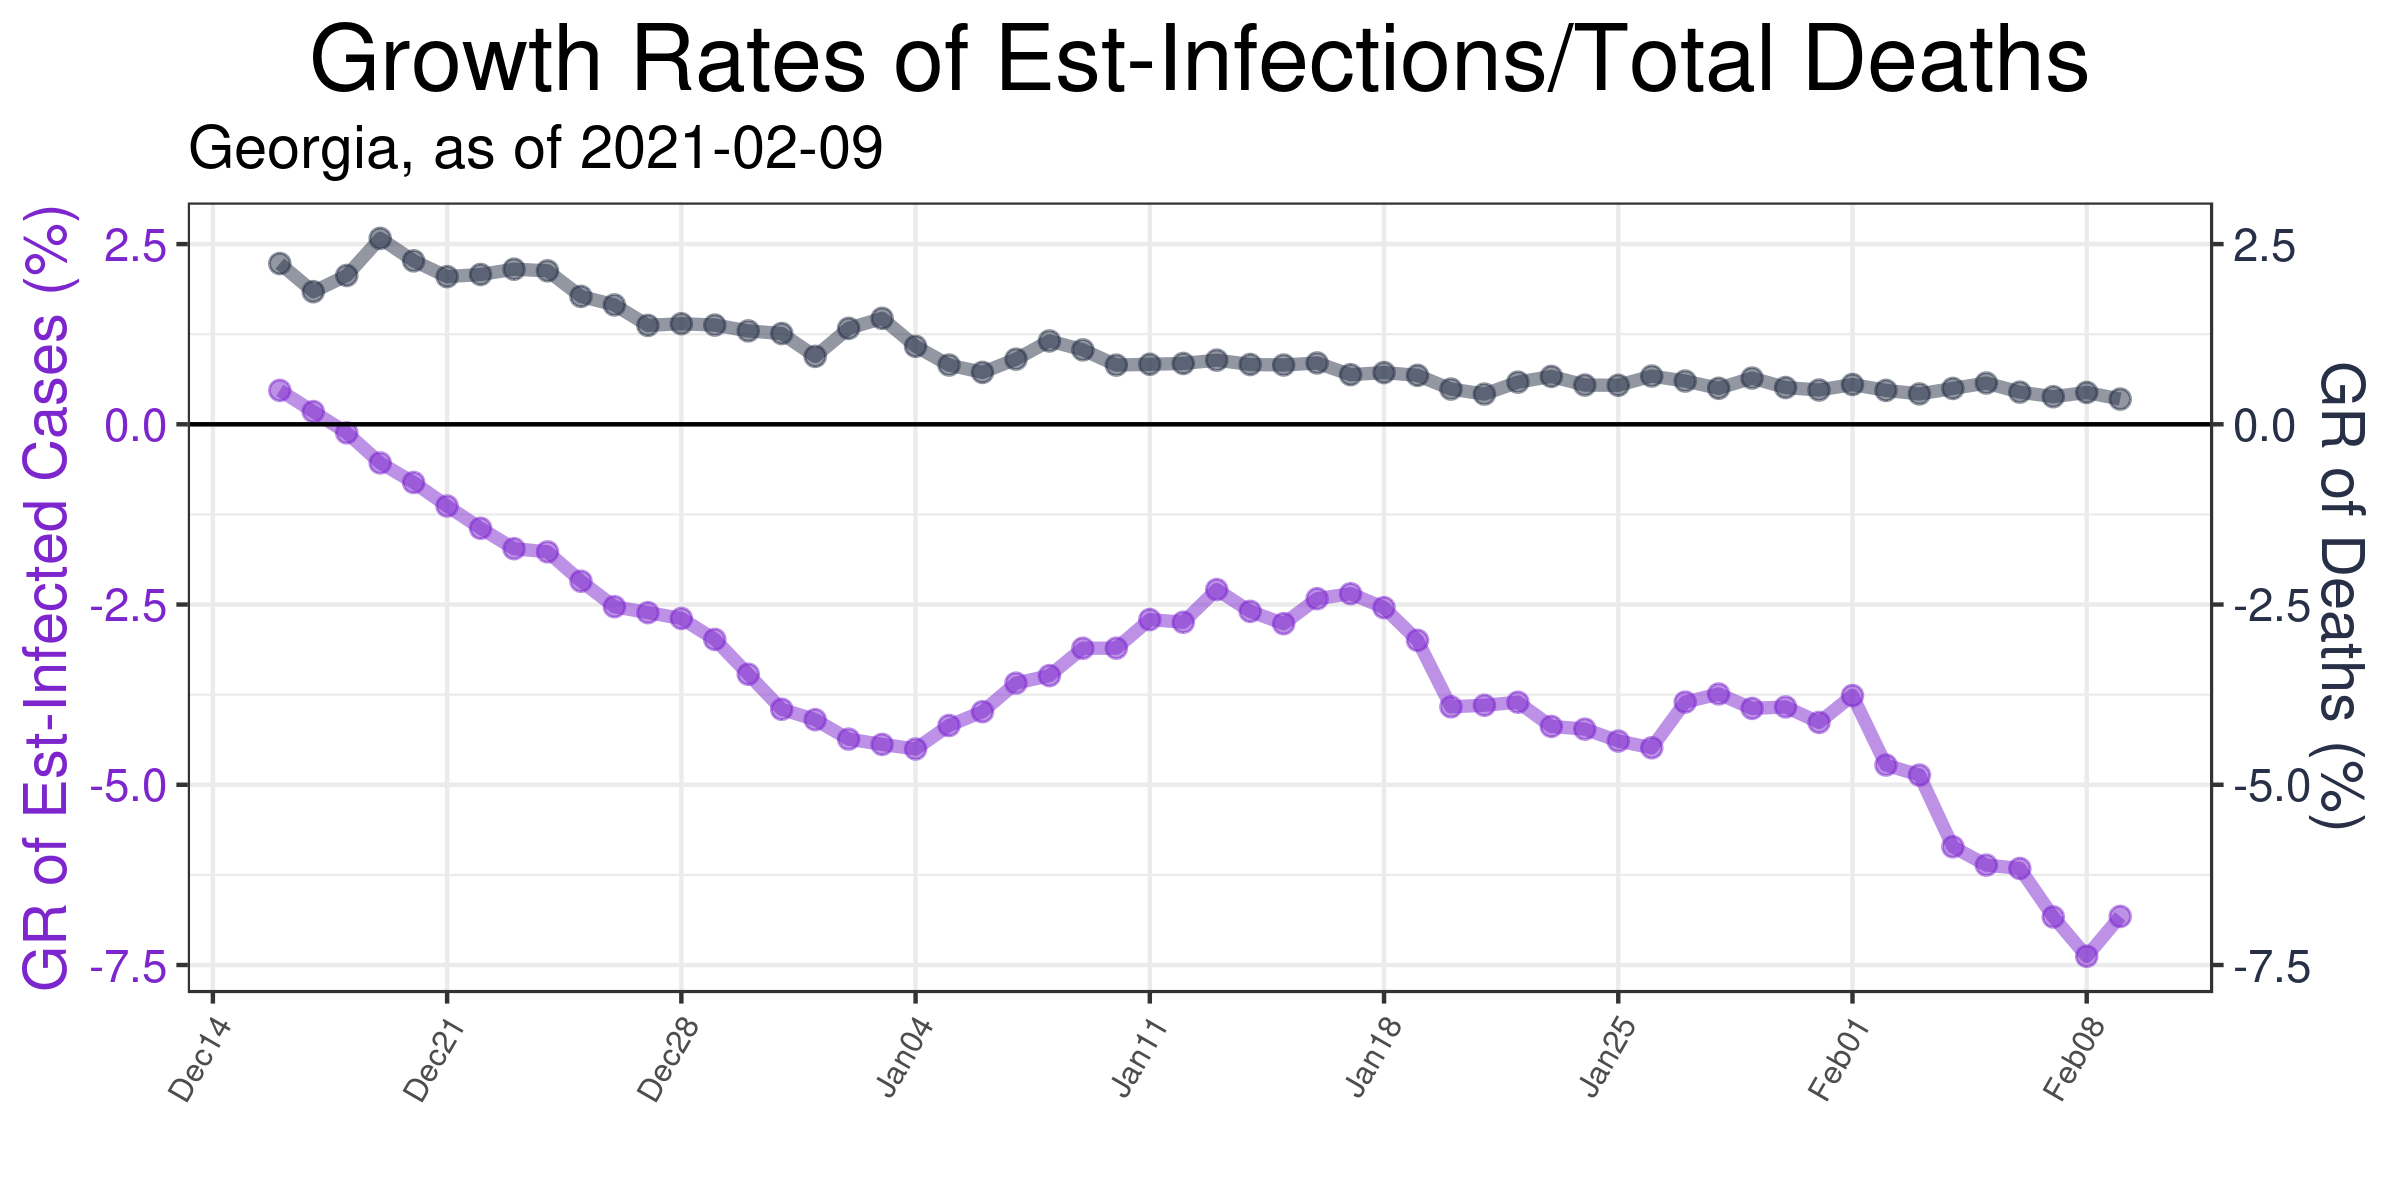 Growth Rates of Est-Infections/Total Deaths
Georgia, as of 2021-02-09
GR of Est-Infected Cases (%)
2.5
0.0
-2.5
-5.0
-7.5
2.5
0.0
-2.5
-5.0
-7.5
GR of Deaths (%)
Dec14
Dec21
Dec28
Jan04
Jan11
Jan18
Jan25
Feb01
Feb08